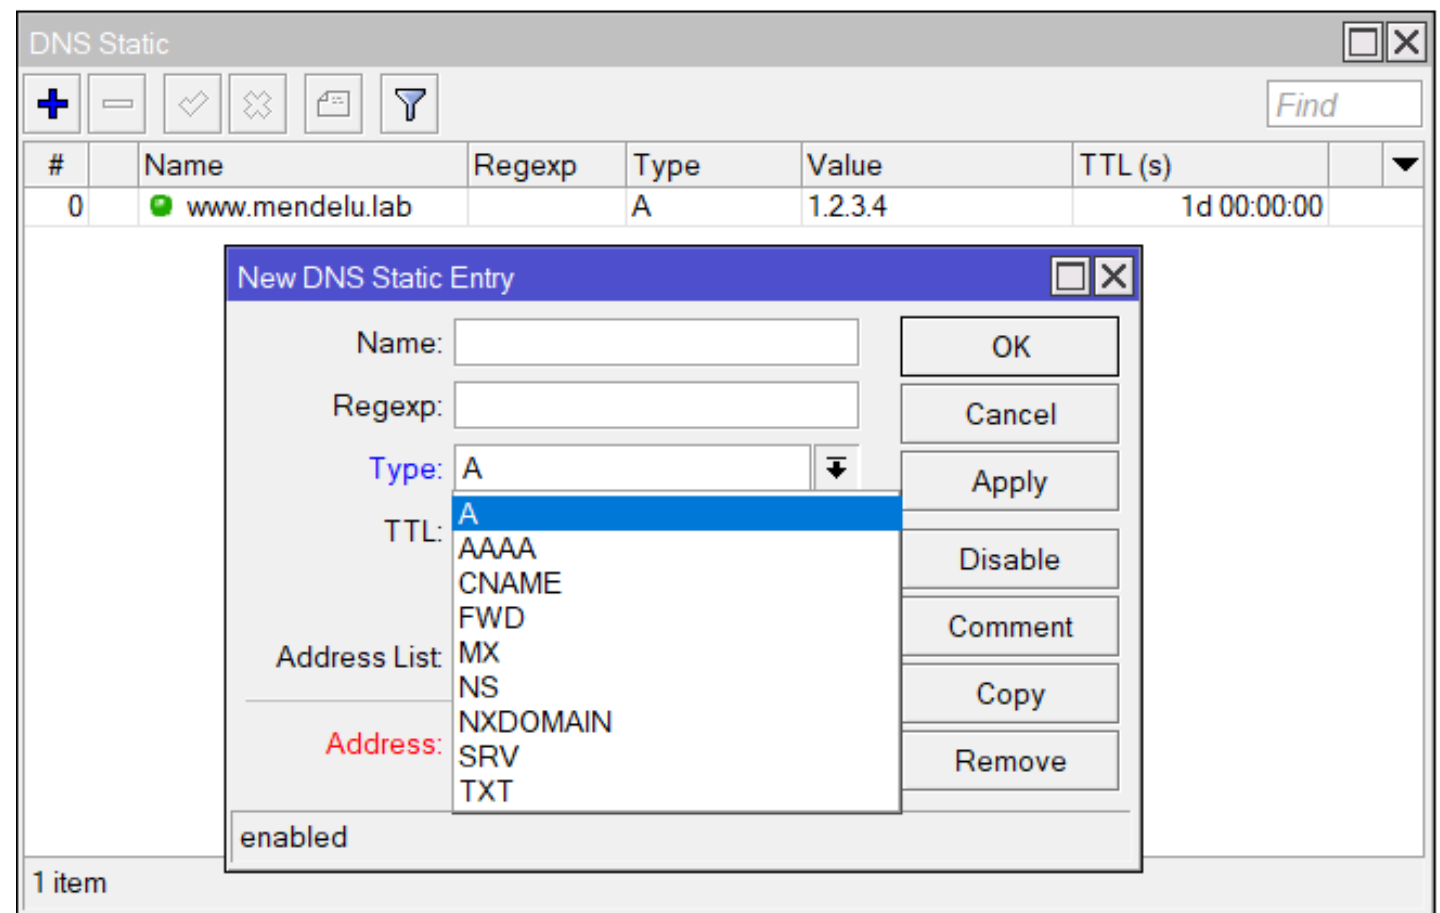 DNS Static
Find
# Name Regexp Type Value TTL (s)
0 www.mendelu.lab A 1.2.3.4 1d 00:00:00
New DNS Static Entry
Name:
OK
Regexp:
Cancel
Type: A
Apply
TTL:
A
AAAA
CNAME
FWD
MX
NS
NXDOMAIN
SRV
TXT
Disable
Comment
Address List:
Copy
Address:
Remove
enabled
1 item